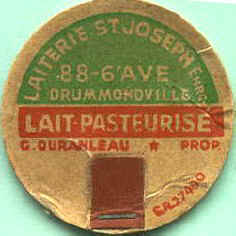 LAITERIE ST. JOSEPH ENRG.
88-6'AVE
DRUMMONDVILLE
LAIT-PASTEURISÉ
G. DURANLEAU ★ PROP.